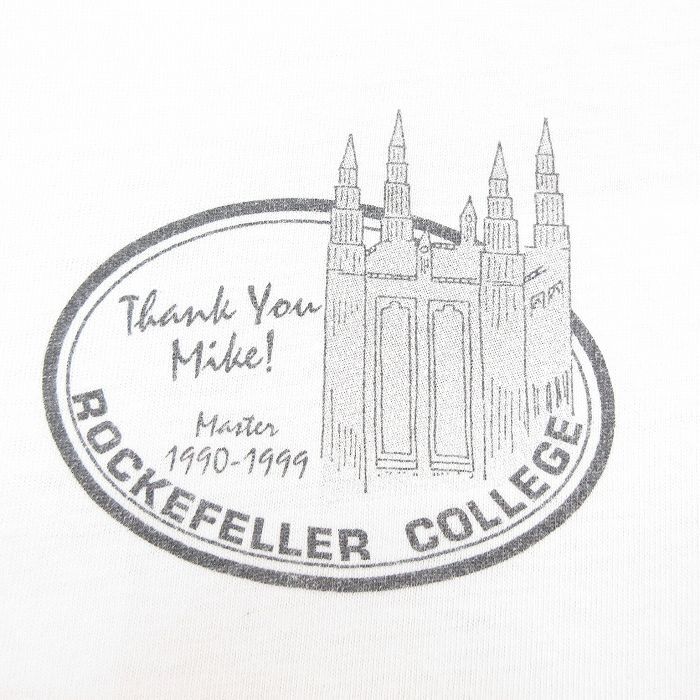 Thank You
Mike!
Master
1990-1999
ROCKEFELLER COLLEGE